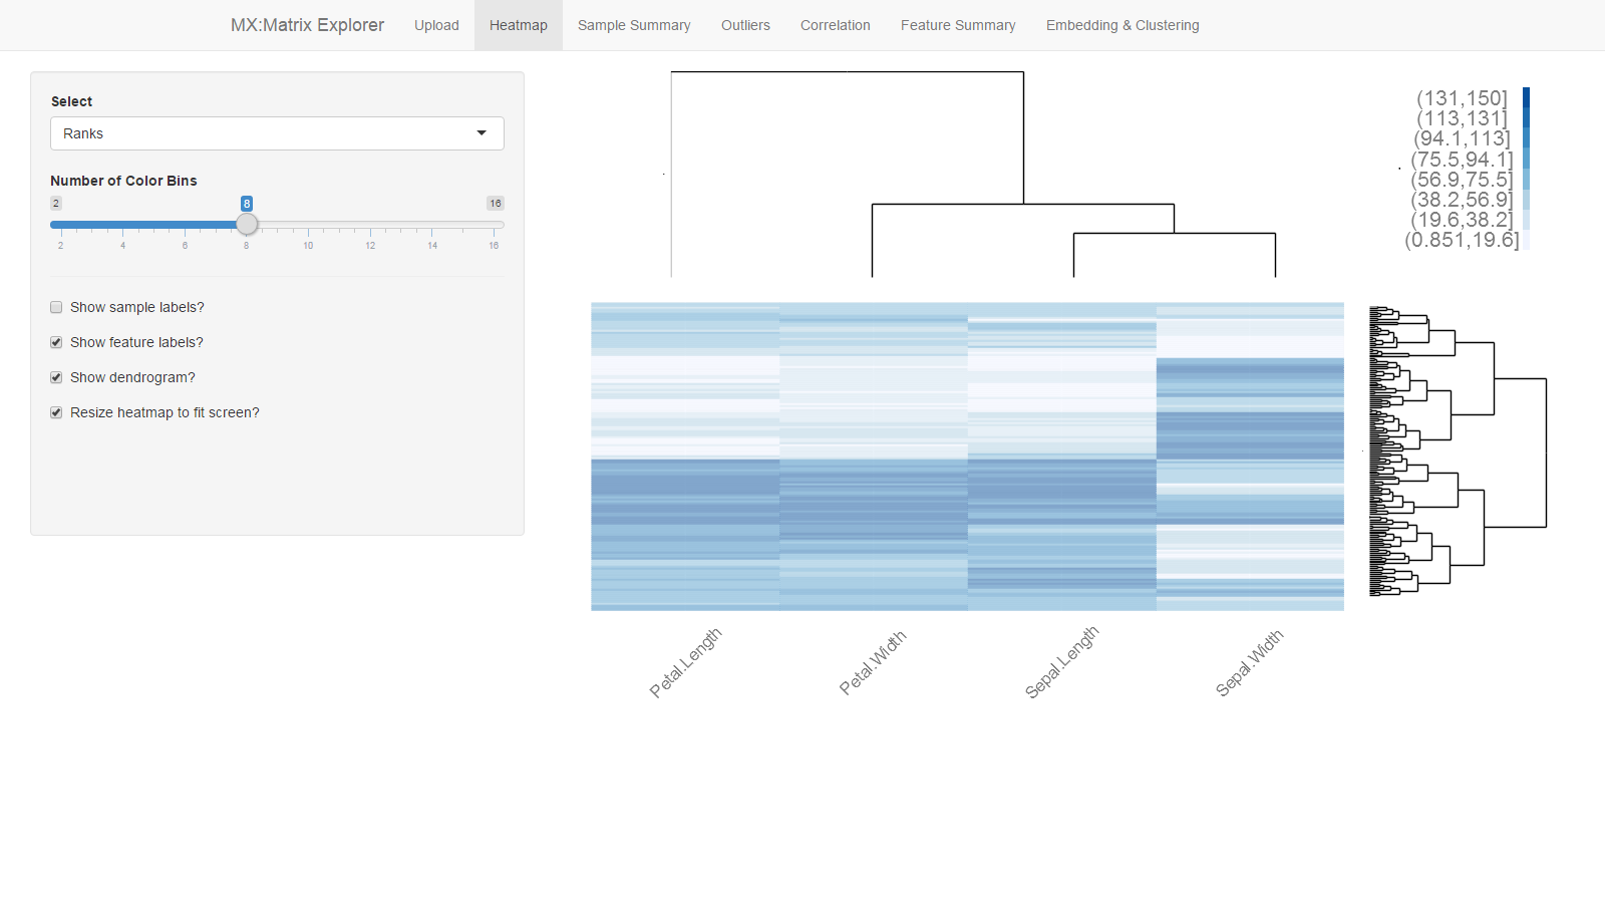 MX:Matrix Explorer Upload Heatmap Sample Summary Outliers Correlation Feature Summary Embedding & Clustering
Select
Ranks
Number of Color Bins
2 8 16
2 4 6 8 10 12 14 16
Show sample labels?
Show feature labels?
Show dendrogram?
Resize heatmap to fit screen?
(131,150]
(113,131]
(94.1,113]
(75.5,94.1]
(56.9,75.5]
(38.2,56.9]
(19.6,38.2]
(0.851,19.6]
Petal.Length
Petal.Width
Sepal.Length
Sepal.Width